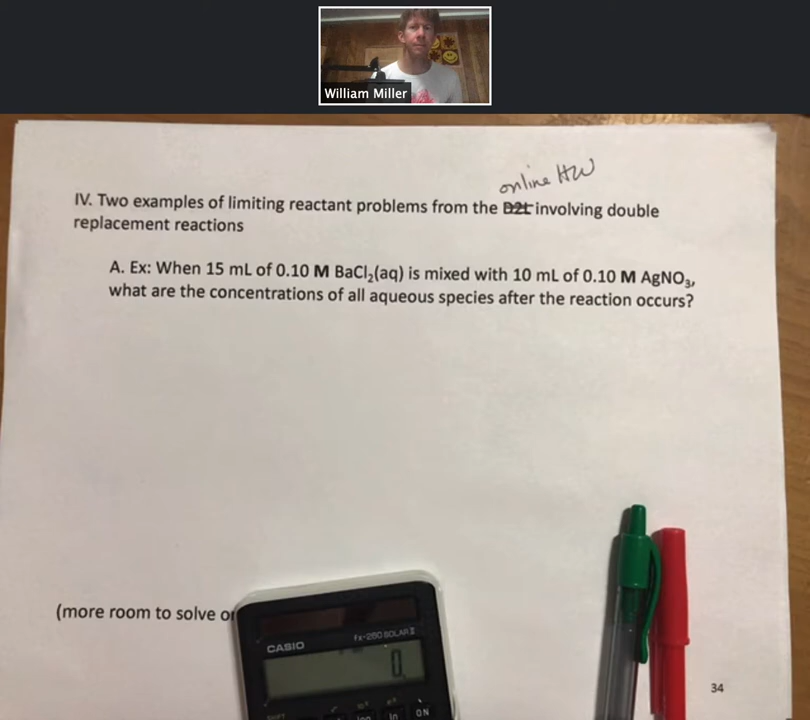 William Miller
online HW
IV. Two examples of limiting reactant problems from the D2L involving double
replacement reactions
A. Ex: When 15 mL of 0.10 M BaCl₂(aq) is mixed with 10 mL of 0.10 M AgNO₃,
what are the concentrations of all aqueous species after the reaction occurs?
(more room to solve on
CASIO
fx-260 SOLAR II
0.
ln
ON
34